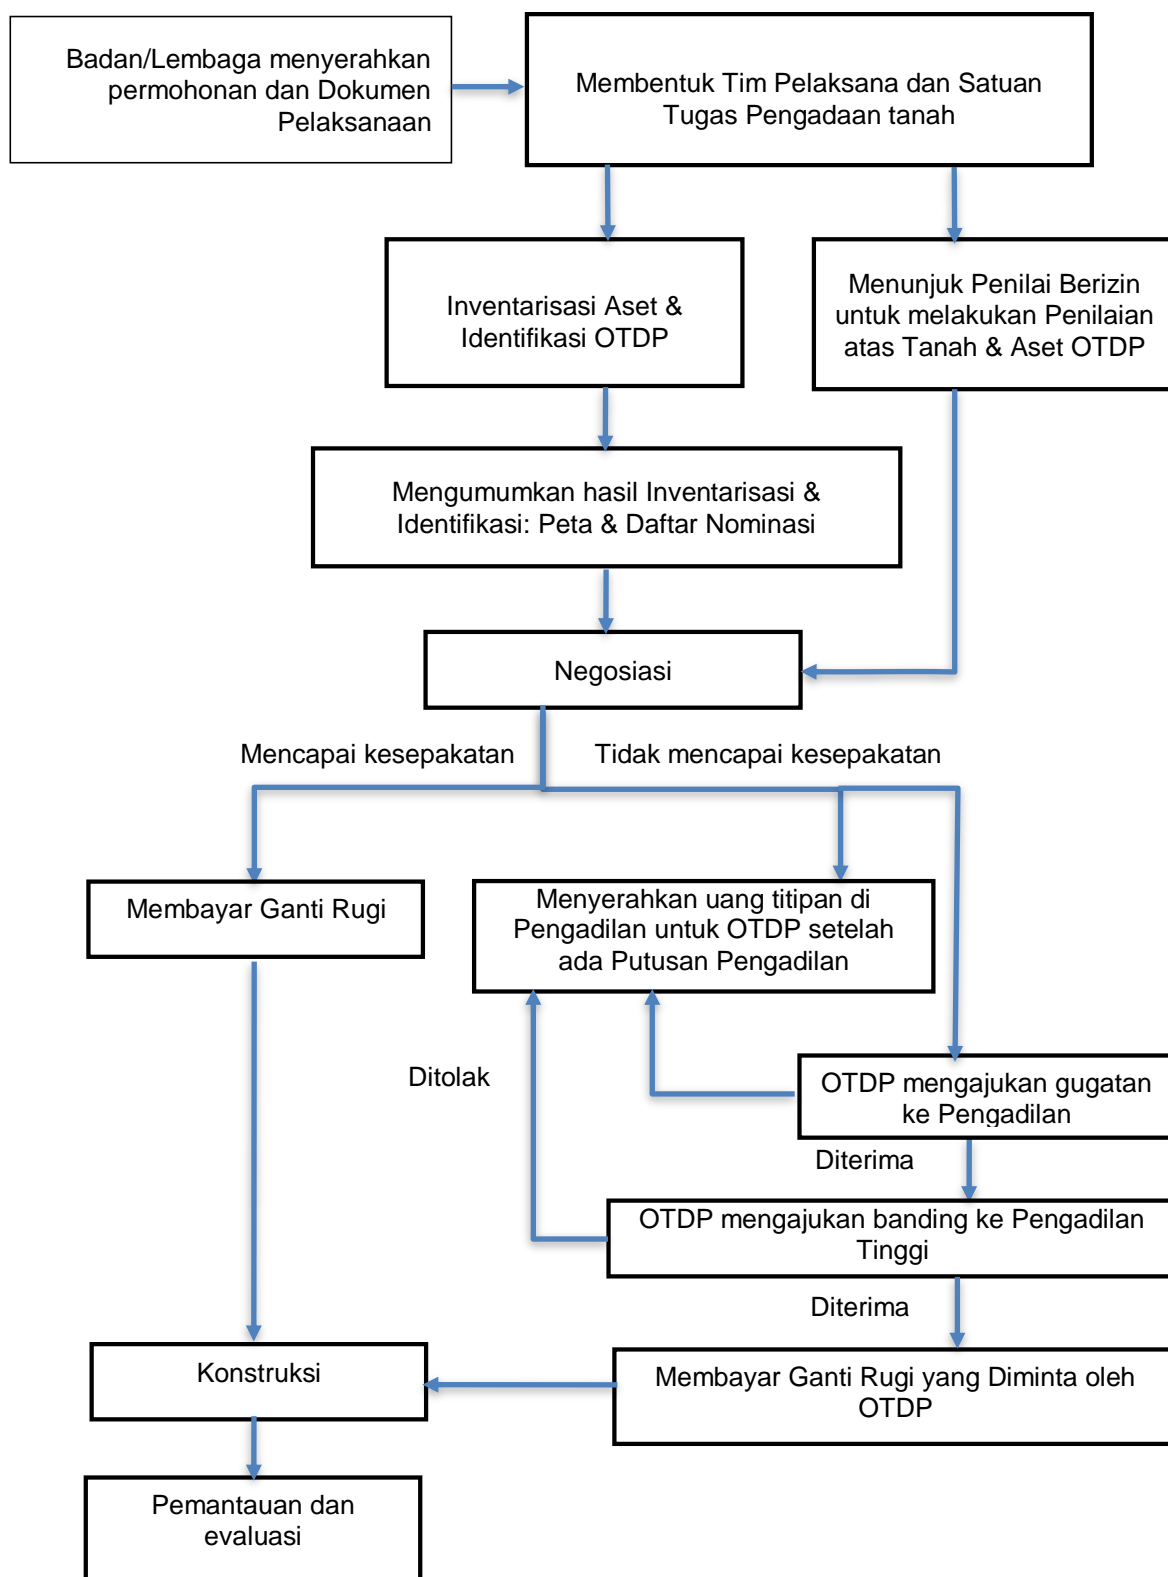 Badan/Lembaga menyerahkan
permohonan dan Dokumen
Pelaksanaan
Membentuk Tim Pelaksana dan Satuan
Tugas Pengadaan tanah
Inventarisasi Aset &
Identifikasi OTDP
Menunjuk Penilai Berizin
untuk melakukan Penilaian
atas Tanah & Aset OTDP
Mengumumkan hasil Inventarisasi &
Identifikasi: Peta & Daftar Nominasi
Negosiasi
Mencapai kesepakatan
Tidak mencapai kesepakatan
Membayar Ganti Rugi
Menyerahkan uang titipan di
Pengadilan untuk OTDP setelah
ada Putusan Pengadilan
Ditolak
OTDP mengajukan gugatan
ke Pengadilan
Diterima
OTDP mengajukan banding ke Pengadilan
Tinggi
Diterima
Konstruksi
Membayar Ganti Rugi yang Diminta oleh
OTDP
Pemantauan dan
evaluasi